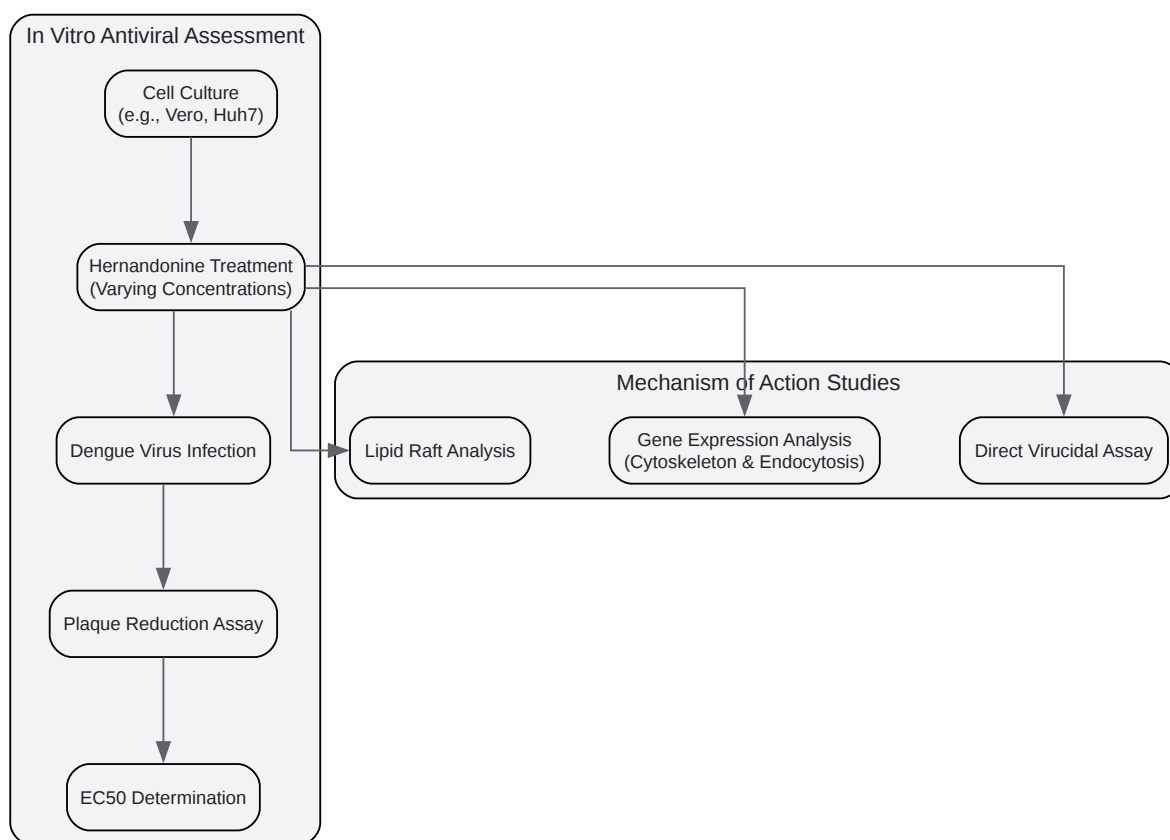 In Vitro Antiviral Assessment
Cell Culture
(e.g., Vero, Huh7)
Hernandonine Treatment
(Varying Concentrations)
Dengue Virus Infection
Plaque Reduction Assay
EC50 Determination
Mechanism of Action Studies
Lipid Raft Analysis
Gene Expression Analysis
(Cytoskeleton & Endocytosis)
Direct Virucidal Assay